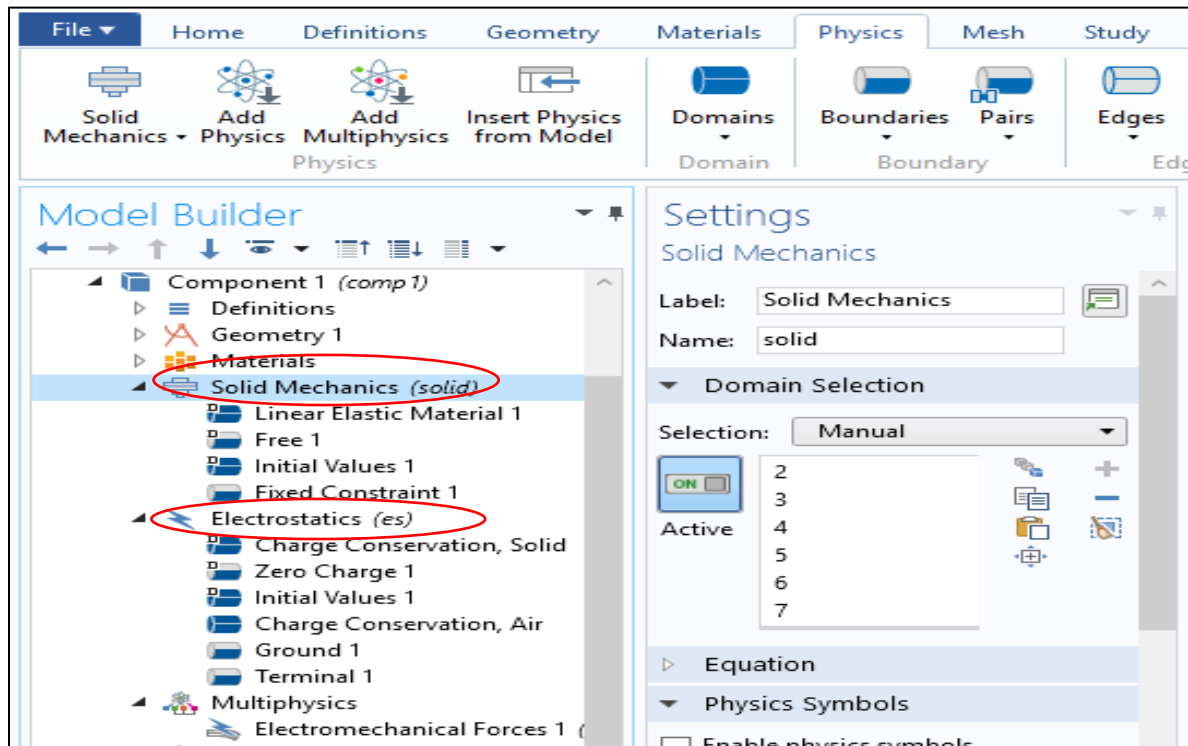 File Home Definitions Geometry Materials Physics Mesh Study
Solid Mechanics Add Physics Add Multiphysics Insert Physics from Model Domains Boundaries Pairs Edges
Physics Domain Boundary Edg
Model Builder
Component 1 (comp1)
Definitions
Geometry 1
Materials
Solid Mechanics (solid)
Linear Elastic Material 1
Free 1
Initial Values 1
Fixed Constraint 1
Electrostatics (es)
Charge Conservation, Solid
Zero Charge 1
Initial Values 1
Charge Conservation, Air
Ground 1
Terminal 1
Multiphysics
Electromechanical Forces 1 (
Settings
Solid Mechanics
Label: Solid Mechanics
Name: solid
Domain Selection
Selection: Manual
ON
Active
2
3
4
5
6
7
Equation
Physics Symbols
Enable physics symbols